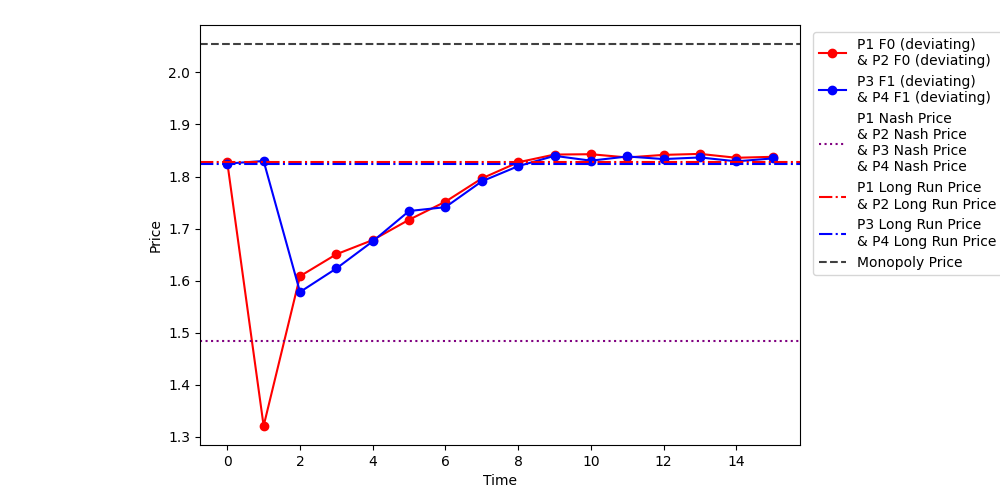 2.0
1.9
1.8
1.7
1.6
1.5
1.4
1.3
Price
0
2
4
6
8
10
12
14
Time
P1 F0 (deviating)
& P2 F0 (deviating)
P3 F1 (deviating)
& P4 F1 (deviating)
P1 Nash Price
& P2 Nash Price
& P3 Nash Price
& P4 Nash Price
P1 Long Run Price
& P2 Long Run Price
P3 Long Run Price
& P4 Long Run Price
Monopoly Price